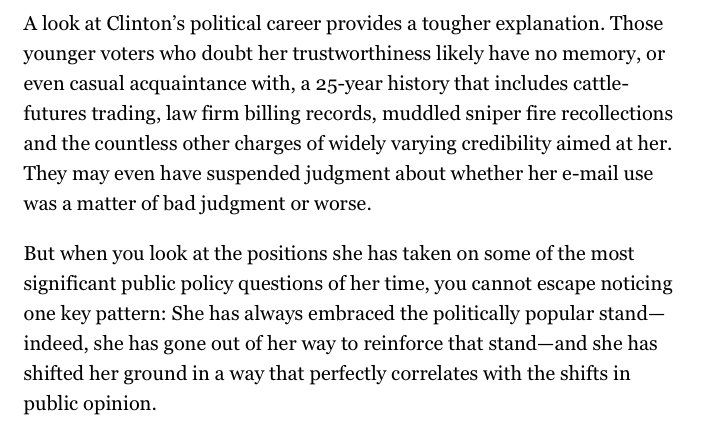 A look at Clinton’s political career provides a tougher explanation. Those
younger voters who doubt her trustworthiness likely have no memory, or
even casual acquaintance with, a 25-year history that includes cattle-
futures trading, law firm billing records, muddled sniper fire recollections
and the countless other charges of widely varying credibility aimed at her.
They may even have suspended judgment about whether her e-mail use
was a matter of bad judgment or worse.
But when you look at the positions she has taken on some of the most
significant public policy questions of her time, you cannot escape noticing
one key pattern: She has always embraced the politically popular stand—
indeed, she has gone out of her way to reinforce that stand—and she has
shifted her ground in a way that perfectly correlates with the shifts in
public opinion.